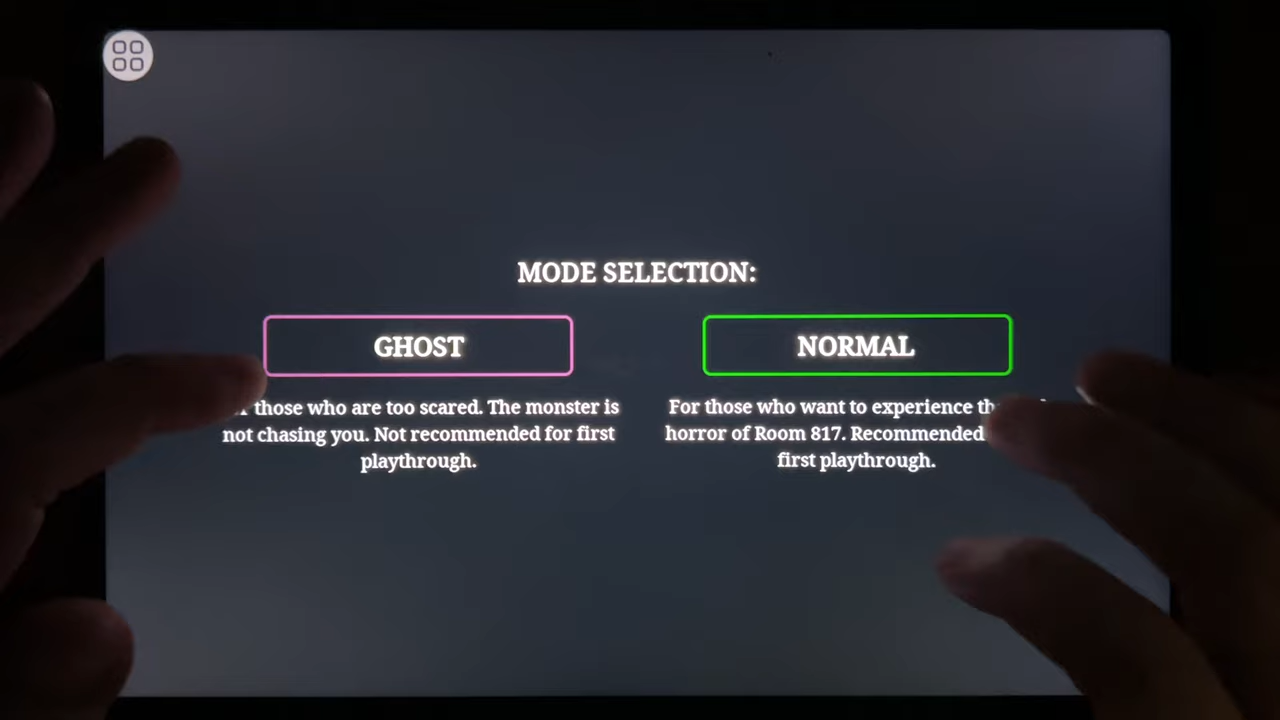 MODE SELECTION:
GHOST
NORMAL
those who are too scared. The monster is
not chasing you. Not recommended for first
playthrough.
For those who want to experience
horror of Room 817. Recommended
first playthrough.